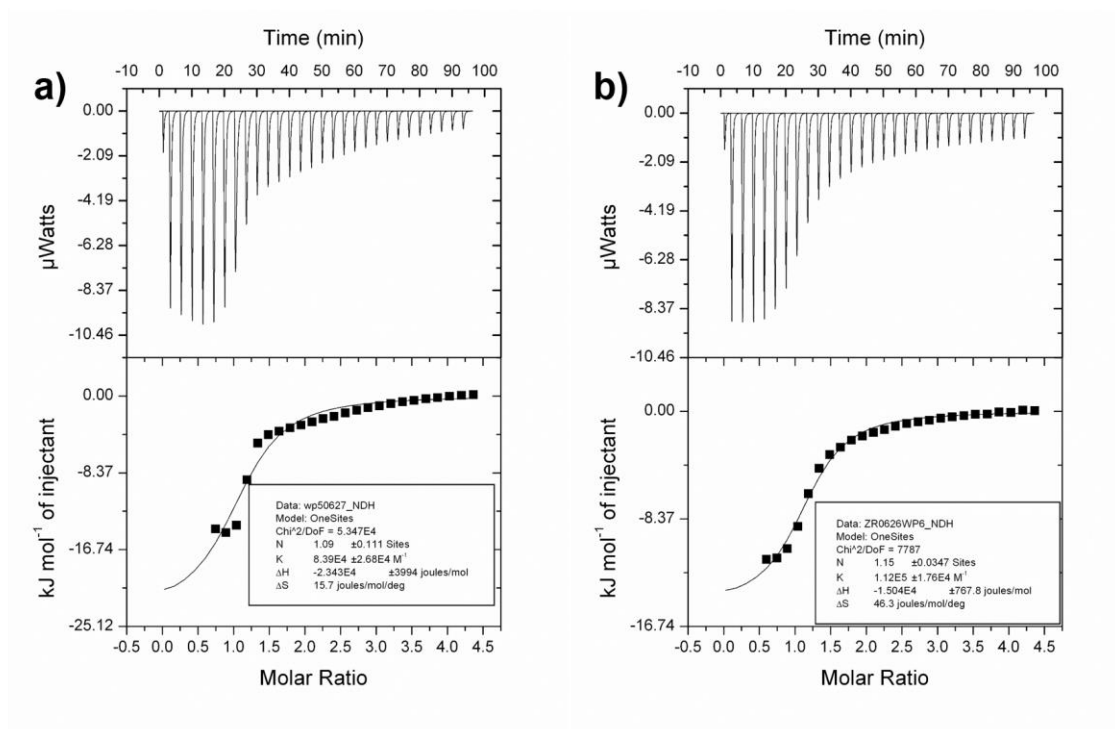 a)
Time (min)
-10 0 10 20 30 40 50 60 70 80 90 100
0.00
-2.09
-4.19
-6.28
-8.37
-10.46
µWatts
0.00
-8.37
-16.74
-25.12
kJ mol⁻¹ of injectant
Data: wp50627_NDH
Model: OneSites
Chi^2/DoF = 5.347E4
N 1.09 ±0.111 Sites
K 8.39E4 ±2.68E4 M⁻¹
ΔH -2.343E4 ±3994 joules/mol
ΔS 15.7 joules/mol/deg
-0.5 0.0 0.5 1.0 1.5 2.0 2.5 3.0 3.5 4.0 4.5
Molar Ratio
b)
Time (min)
-10 0 10 20 30 40 50 60 70 80 90 100
0.00
-2.09
-4.19
-6.28
-8.37
-10.46
µWatts
0.00
-8.37
-16.74
kJ mol⁻¹ of injectant
Data: ZR0626WP6_NDH
Model: OneSites
Chi^2/DoF = 7787
N 1.15 ±0.0347 Sites
K 1.12E5 ±1.76E4 M⁻¹
ΔH -1.504E4 ±767.8 joules/mol
ΔS 46.3 joules/mol/deg
-0.5 0.0 0.5 1.0 1.5 2.0 2.5 3.0 3.5 4.0 4.5
Molar Ratio